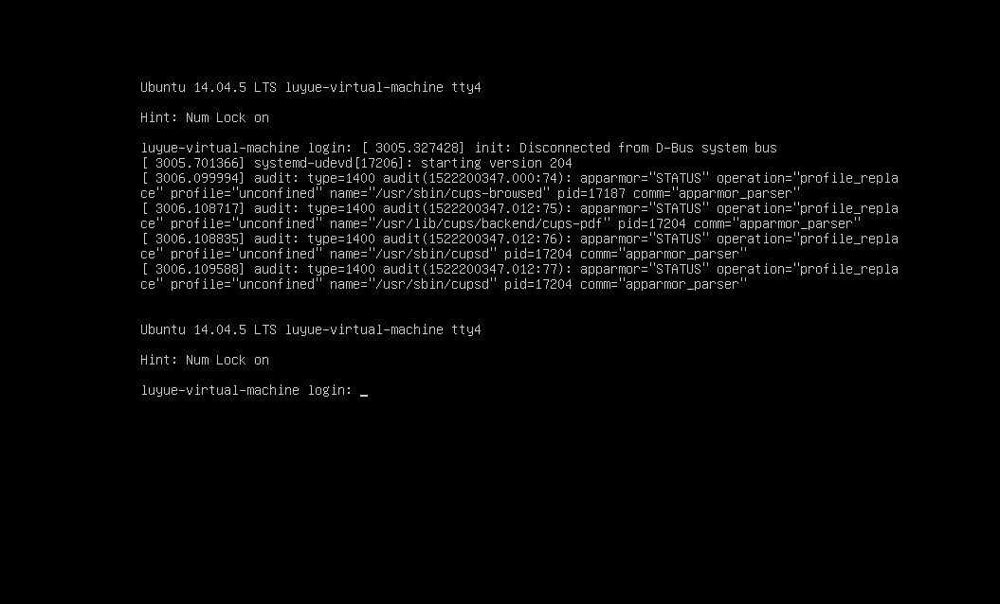 Ubuntu 14.04.5 LTS luyue-virtual-machine tty4
Hint: Num Lock on
luyue-virtual-machine login: [ 3005.327428] init: Disconnected from D-Bus system bus
[ 3005.701366] systemd-udevd[17206]: starting version 204
[ 3006.099994] audit: type=1400 audit(1522200347.000:74): apparmor="STATUS" operation="profile_repla
ce" profile="unconfined" name="/usr/sbin/cups-browsed" pid=17187 comm="apparmor_parser"
[ 3006.108717] audit: type=1400 audit(1522200347.012:75): apparmor="STATUS" operation="profile_repla
ce" profile="unconfined" name="/usr/lib/cups/backend/cups-pdf" pid=17204 comm="apparmor_parser"
[ 3006.108835] audit: type=1400 audit(1522200347.012:76): apparmor="STATUS" operation="profile_repla
ce" profile="unconfined" name="/usr/sbin/cupsd" pid=17204 comm="apparmor_parser"
[ 3006.109588] audit: type=1400 audit(1522200347.012:77): apparmor="STATUS" operation="profile_repla
ce" profile="unconfined" name="/usr/sbin/cupsd" pid=17204 comm="apparmor_parser"
Ubuntu 14.04.5 LTS luyue-virtual-machine tty4
Hint: Num Lock on
luyue-virtual-machine login: _